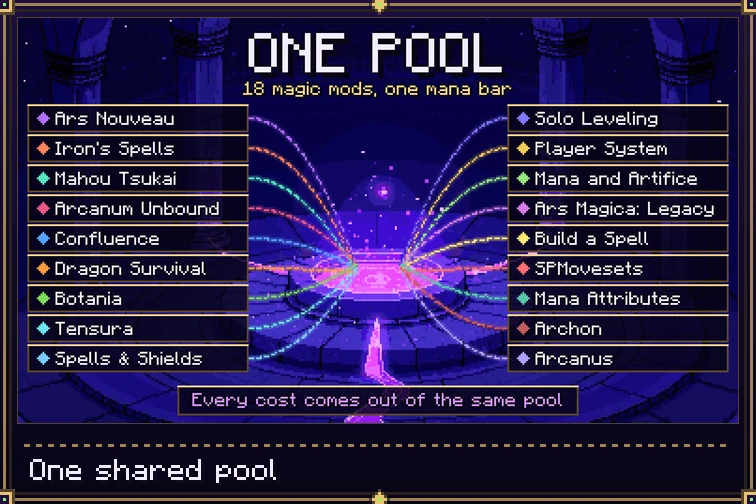 ONE POOL
18 magic mods, one mana bar
Ars Nouveau
Iron's Spells
Mahou Tsukai
Arcanum Unbound
Confluence
Dragon Survival
Botania
Tensura
Spells & Shields
Solo Leveling
Player System
Mana and Artifice
Ars Magica: Legacy
Build a Spell
SPMovesets
Mana Attributes
Archon
Arcanus
Every cost comes out of the same pool
One shared pool